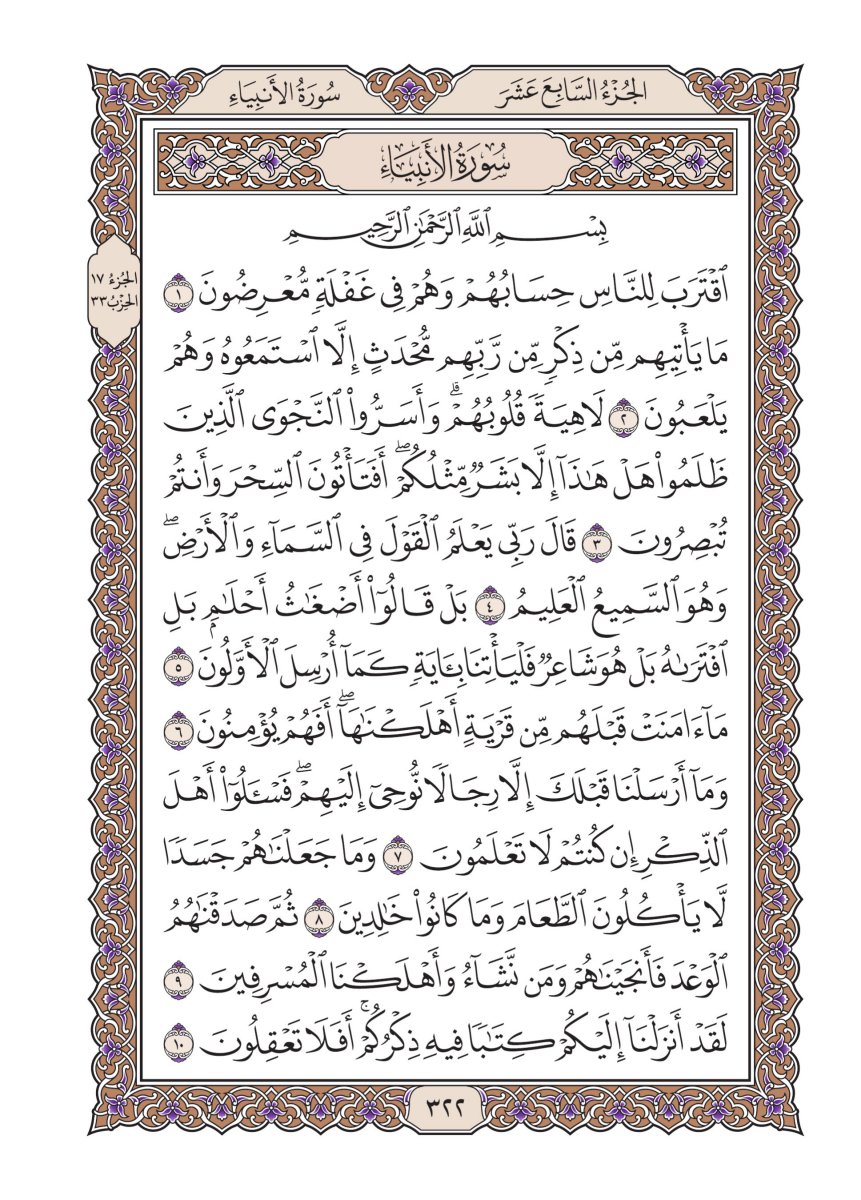 الجُزْءُ السَّابِعَ عَشَرَ
سُورَةُ الأَنبِيَاءِ
سُورَةُ الأَنبِيَاءِ
بِسْمِ ٱللَّهِ ٱلرَّحْمَٰنِ ٱلرَّحِيمِ
الجُزْءُ ١٧
الحِزْبُ ٣٣
ٱقْتَرَبَ لِلنَّاسِ حِسَابُهُمْ وَهُمْ فِى غَفْلَةٍ مُّعْرِضُونَ ١
مَا يَأْتِيهِم مِّن ذِكْرٍ مِّن رَّبِّهِم مُّحْدَثٍ إِلَّا ٱسْتَمَعُوهُ وَهُمْ
يَلْعَبُونَ ٢ لَاهِيَةً قُلُوبُهُمْ ۗ وَأَسَرُّوا۟ ٱلنَّجْوَى ٱلَّذِينَ
ظَلَمُوا۟ هَلْ هَٰذَآ إِلَّا بَشَرٌ مِّثْلُكُمْ ۖ أَفَتَأْتُونَ ٱلسِّحْرَ وَأَنتُمْ
تُبْصِرُونَ ٣ قَالَ رَبِّى يَعْلَمُ ٱلْقَوْلَ فِى ٱلسَّمَآءِ وَٱلْأَرْضِ ۖ
وَهُوَ ٱلسَّمِيعُ ٱلْعَلِيمُ ٤ بَلْ قَالُوٓا۟ أَضْغَٰثُ أَحْلَٰمٍۭ بَلِ
ٱفْتَرَىٰهُ بَلْ هُوَ شَاعِرٌ فَلْيَأْتِنَا بِـَٔايَةٍ كَمَآ أُرْسِلَ ٱلْأَوَّلُونَ ٥
مَآ ءَامَنَتْ قَبْلَهُم مِّن قَرْيَةٍ أَهْلَكْنَٰهَآ ۖ أَفَهُمْ يُؤْمِنُونَ ٦
وَمَآ أَرْسَلْنَا قَبْلَكَ إِلَّا رِجَالًا نُّوحِىٓ إِلَيْهِمْ ۖ فَسْـَٔلُوٓا۟ أَهْلَ
ٱلذِّكْرِ إِن كُنتُمْ لَا تَعْلَمُونَ ٧ وَمَا جَعَلْنَٰهُمْ جَسَدًا
لَّا يَأْكُلُونَ ٱلطَّعَامَ وَمَا كَانُوا۟ خَٰلِدِينَ ٨ ثُمَّ صَدَقْنَٰهُمُ
ٱلْوَعْدَ فَأَنجَيْنَٰهُمْ وَمَن نَّشَآءُ وَأَهْلَكْنَا ٱلْمُسْرِفِينَ ٩
لَقَدْ أَنزَلْنَآ إِلَيْكُمْ كِتَٰبًا فِيهِ ذِكْرُكُمْ ۖ أَفَلَا تَعْقِلُونَ ١٠
٣٢٢